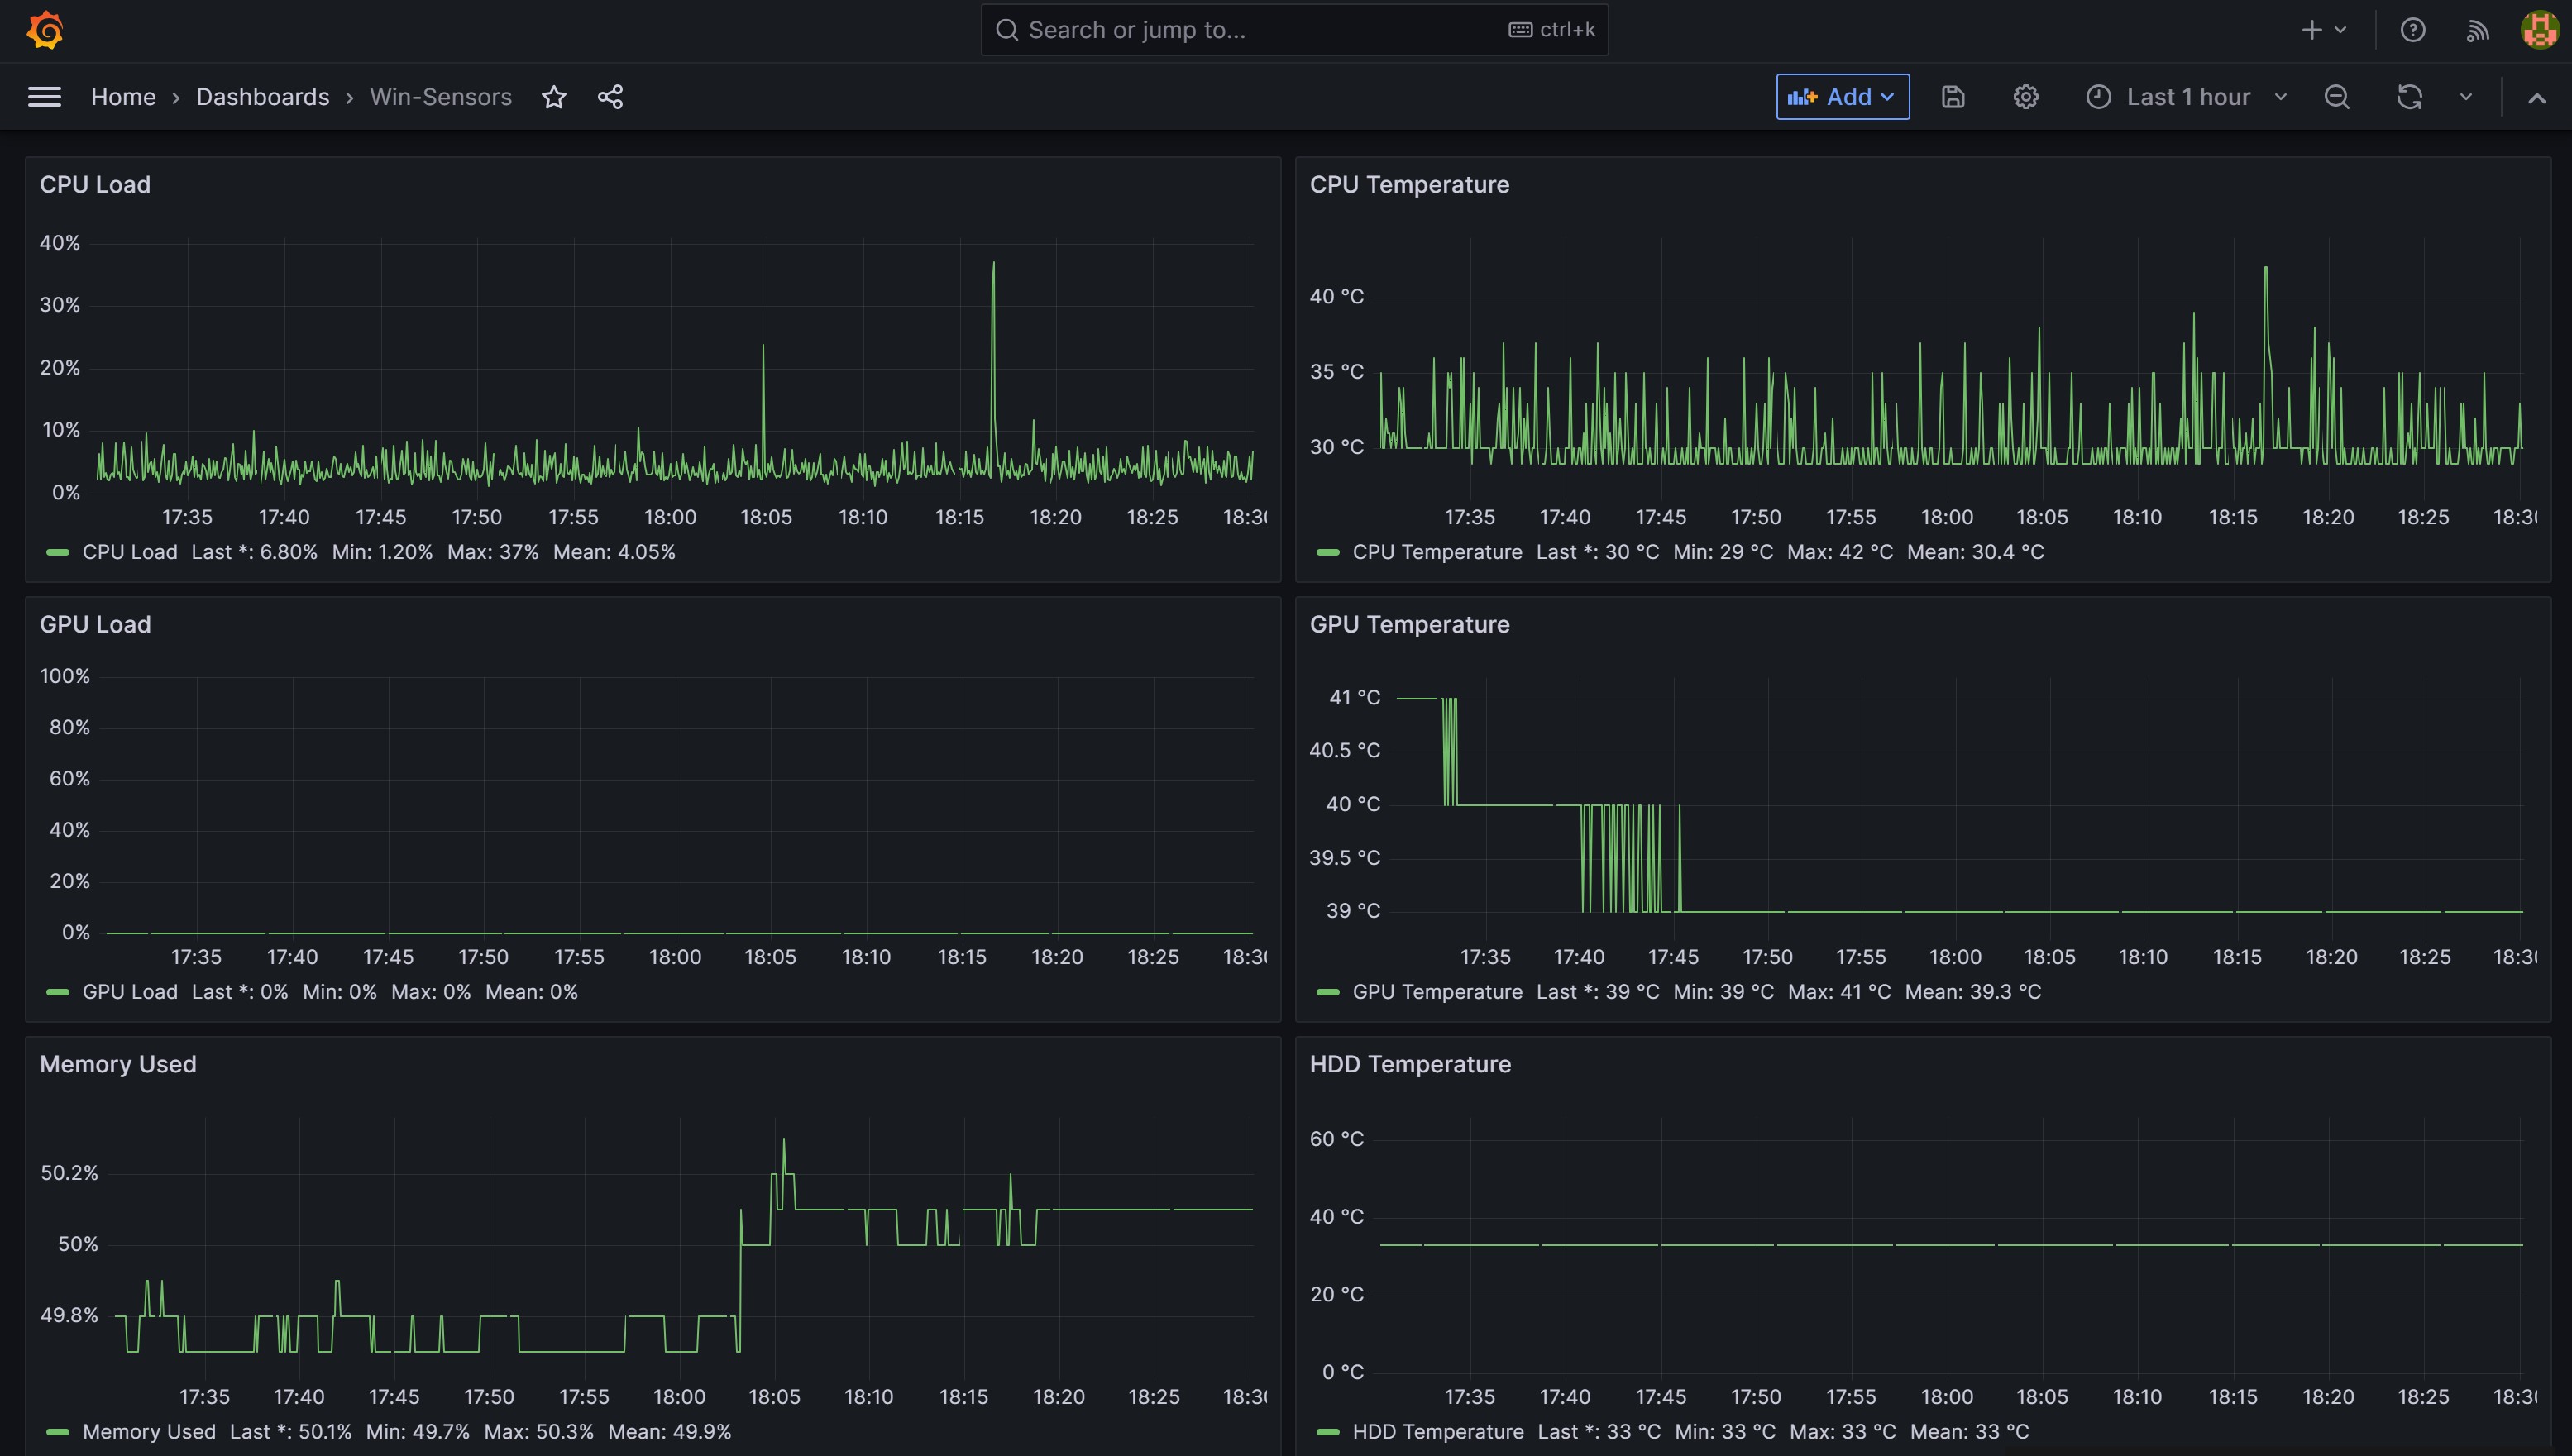 Search or jump to... ctrl+k
Home › Dashboards › Win-Sensors Add Last 1 hour
CPU Load
40%
30%
20%
10%
0%
17:35 17:40 17:45 17:50 17:55 18:00 18:05 18:10 18:15 18:20 18:25 18:30
CPU Load Last *: 6.80% Min: 1.20% Max: 37% Mean: 4.05%
CPU Temperature
40 °C
35 °C
30 °C
17:35 17:40 17:45 17:50 17:55 18:00 18:05 18:10 18:15 18:20 18:25 18:30
CPU Temperature Last *: 30 °C Min: 29 °C Max: 42 °C Mean: 30.4 °C
GPU Load
100%
80%
60%
40%
20%
0%
17:35 17:40 17:45 17:50 17:55 18:00 18:05 18:10 18:15 18:20 18:25 18:30
GPU Load Last *: 0% Min: 0% Max: 0% Mean: 0%
GPU Temperature
41 °C
40.5 °C
40 °C
39.5 °C
39 °C
17:35 17:40 17:45 17:50 17:55 18:00 18:05 18:10 18:15 18:20 18:25 18:30
GPU Temperature Last *: 39 °C Min: 39 °C Max: 41 °C Mean: 39.3 °C
Memory Used
50.2%
50%
49.8%
17:35 17:40 17:45 17:50 17:55 18:00 18:05 18:10 18:15 18:20 18:25 18:30
Memory Used Last *: 50.1% Min: 49.7% Max: 50.3% Mean: 49.9%
HDD Temperature
60 °C
40 °C
20 °C
0 °C
17:35 17:40 17:45 17:50 17:55 18:00 18:05 18:10 18:15 18:20 18:25 18:30
HDD Temperature Last *: 33 °C Min: 33 °C Max: 33 °C Mean: 33 °C